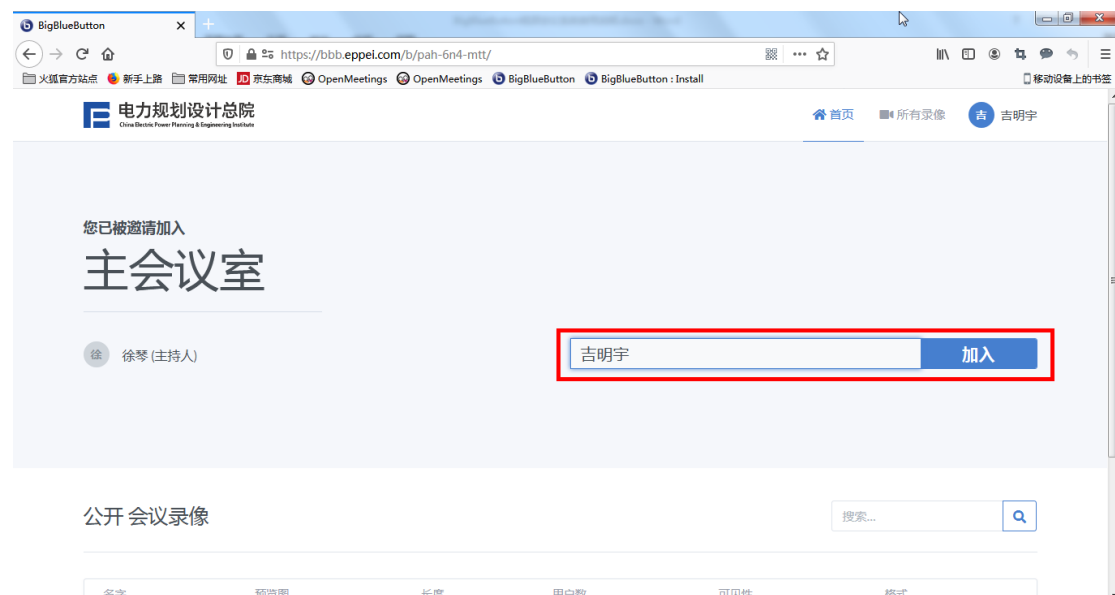 BigBlueButton
https://bbb.eppei.com/b/pah-6n4-mtt/
火狐官方站点 新手上路 常用网址 JD 京东商城 OpenMeetings OpenMeetings BigBlueButton BigBlueButton : Install 移动设备上的书签
电力规划设计总院
China Electric Power Planning & Engineering Institute
首页 所有录像 吉 吉明宇
您已被邀请加入
主会议室
徐 徐琴 (主持人) 吉明宇 加入
公开 会议录像 搜索...
名字 预览图 长度 用户数 可见性 格式